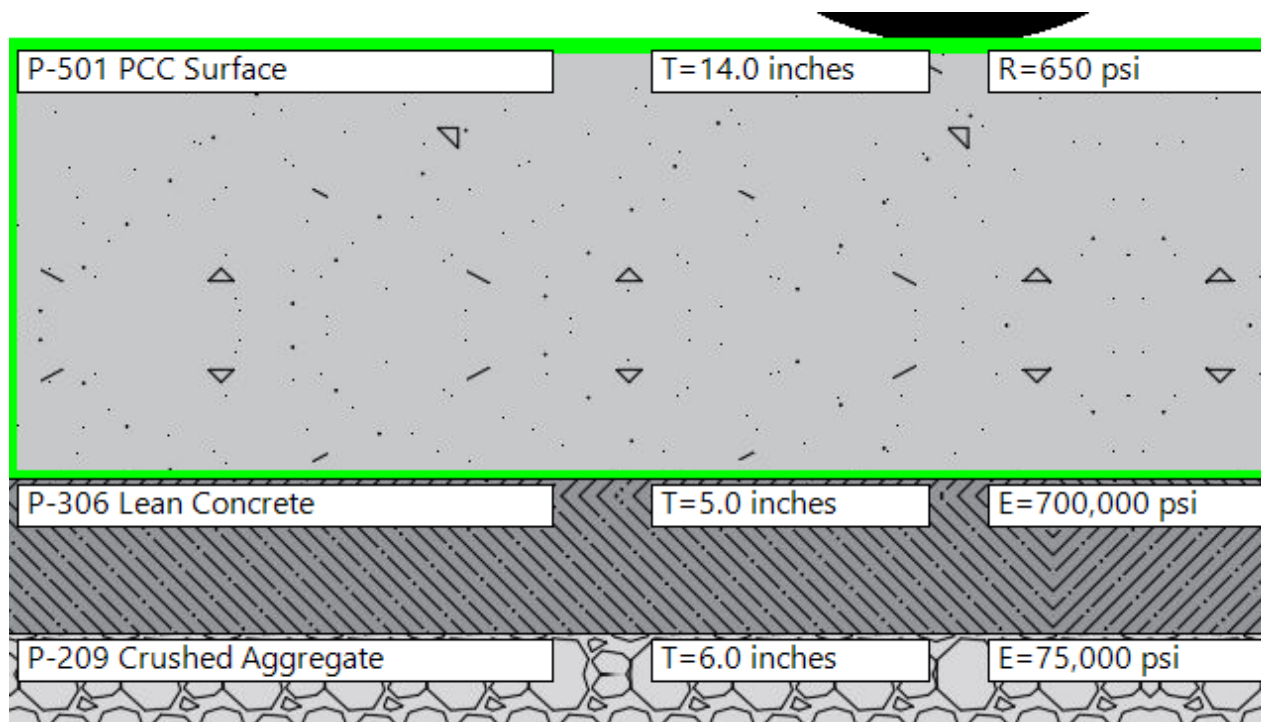 P-501 PCC Surface T=14.0 inches R=650 psi
P-306 Lean Concrete T=5.0 inches E=700,000 psi
P-209 Crushed Aggregate T=6.0 inches E=75,000 psi